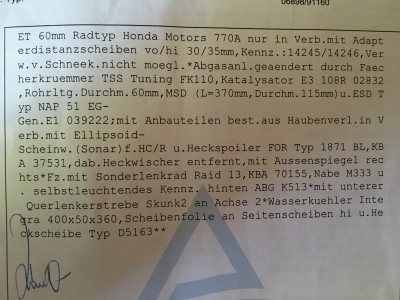 06898/91160
ET 60mm Radtyp Honda Motors 770A nur in Verb.mit Adapt
erdistanzscheiben vo/hi 30/35mm,Kennz.:14245/14246,Ver
w.v.Schneek.nicht moegl.*Abgasanl.geaendert durch Faec
herkruemmer TSS Tuning FK110,Katalysator E3 108R 02832
,Rohrltg.Durchm.60mm,MSD (L=370mm,Durchm.115mm)u.ESD T
yp NAP 51 EG-
Gen.E1 039222;mit Anbauteilen best.aus Haubenverl.in V
erb.mit Ellipsoid-
Scheinw.(Sonar)f.HC/R u.Heckspoiler FOR Typ 1871 BL,KB
A 37531,dab.Heckwischer entfernt,mit Aussenspiegel rec
hts*Fz.mit Sonderlenkrad Raid 13,KBA 70155,Nabe M333 u
. selbstleuchtendes Kennz.hinten ABG K513*mit unterer
Querlenkerstrebe Skunk2 an Achse 2*Wasserkuehler Inte
gra 400x50x360,Scheibenfolie an Seitenscheiben hi u.He
ckscheibe Typ D5163**